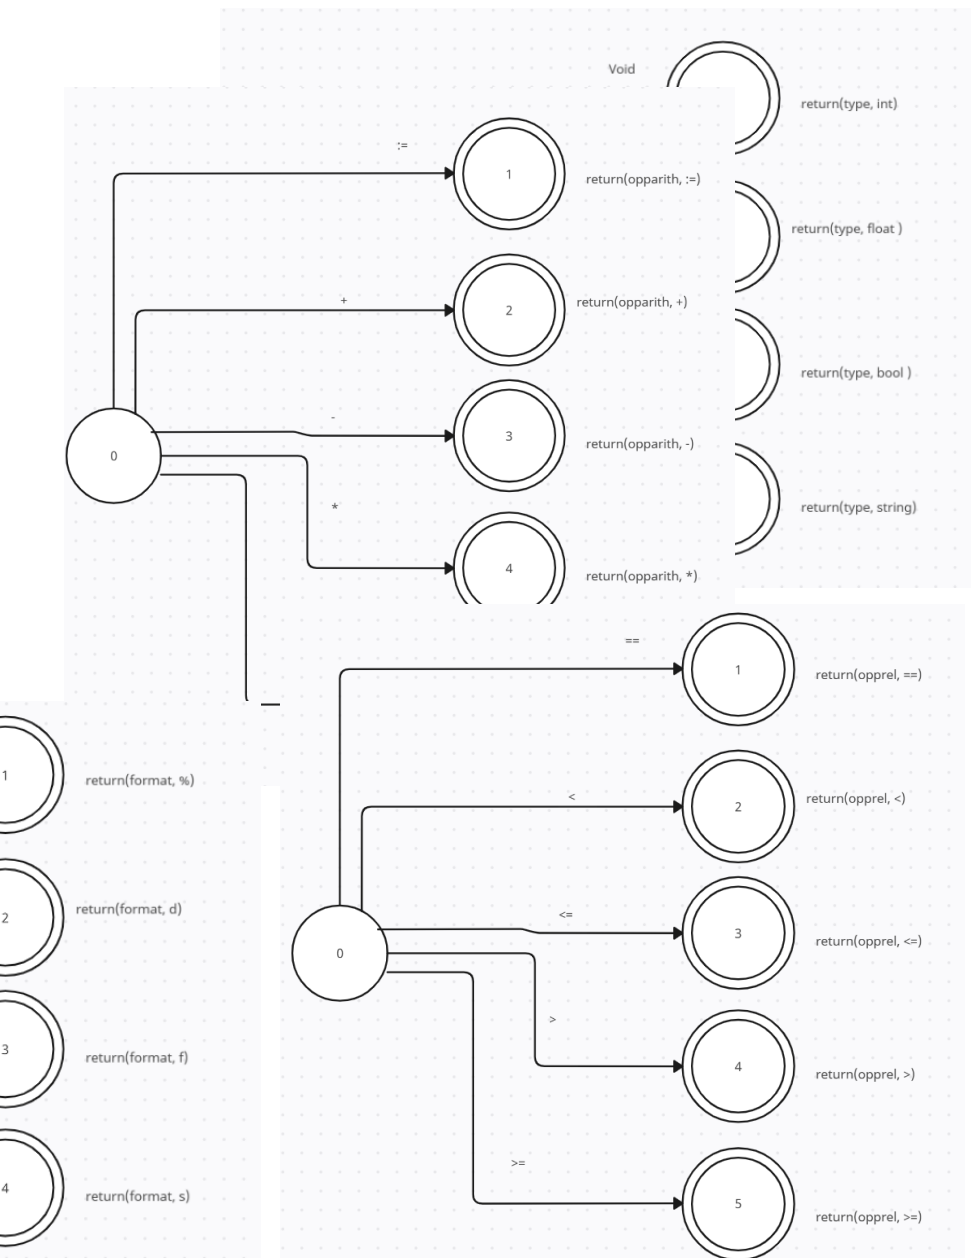 Void
return(type, int)
:=
1
return(opparith, :=)
return(type, float )
+
2
return(opparith, +)
return(type, bool )
-
3
return(opparith, -)
0
*
return(type, string)
4
return(opparith, *)
==
1
return(opprel, ==)
1
return(format, %)
<
2
return(opprel, <)
2
return(format, d)
<=
3
return(opprel, <=)
0
3
return(format, f)
>
4
return(opprel, >)
>=
4
return(format, s)
5
return(opprel, >=)